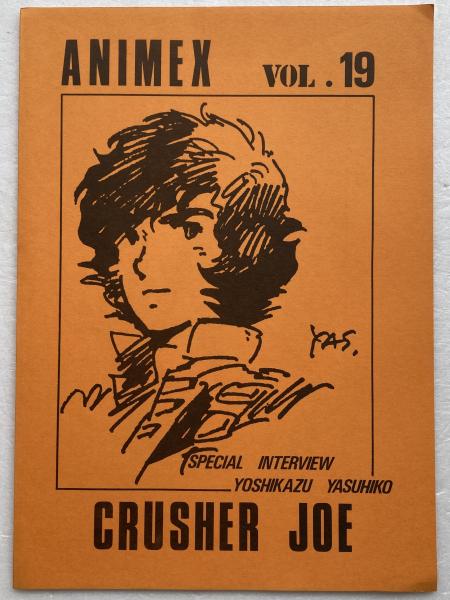 ANIMEX VOL. 19
YAS.
SPECIAL INTERVIEW
YOSHIKAZU YASUHIKO
CRUSHER JOE